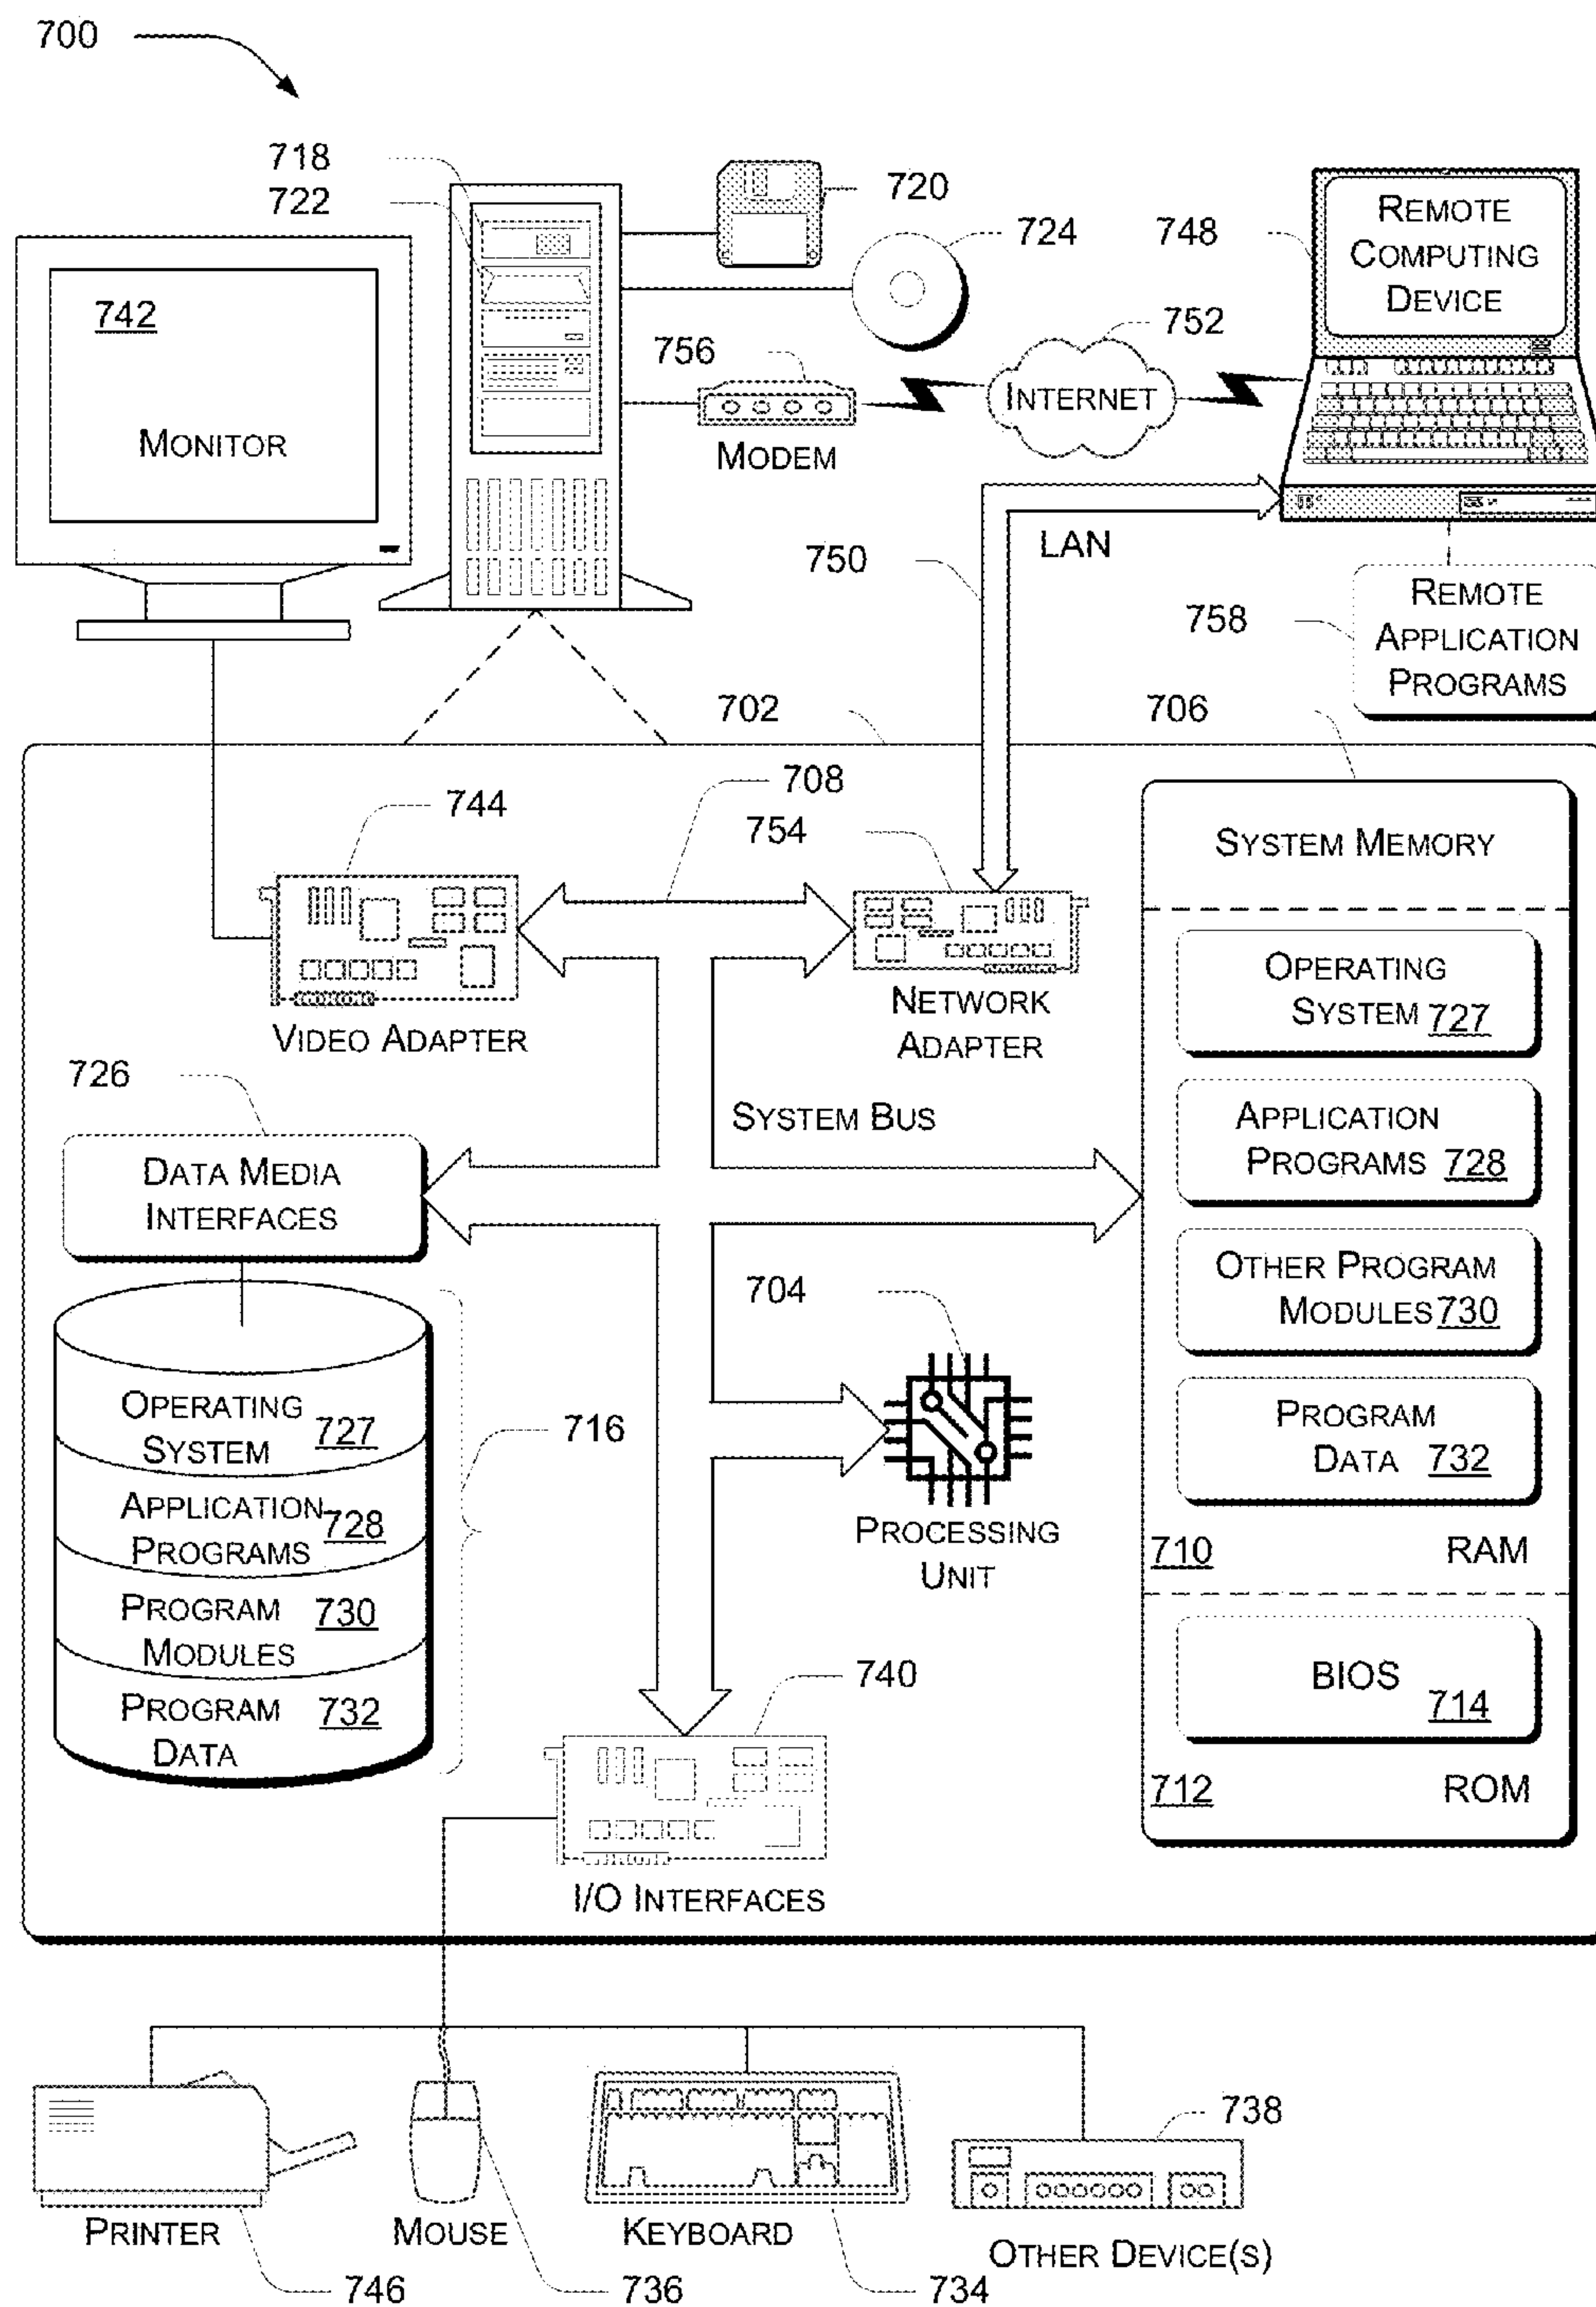 700
718
722
720
724
748
REMOTE
COMPUTING
DEVICE
742
MONITOR
756
MODEM
752
INTERNET
750
LAN
758
REMOTE
APPLICATION
PROGRAMS
702
706
708
744
754
VIDEO ADAPTER
NETWORK
ADAPTER
SYSTEM MEMORY
OPERATING
SYSTEM 727
APPLICATION
PROGRAMS 728
OTHER PROGRAM
MODULES 730
PROGRAM
DATA 732
710 RAM
BIOS
714
712 ROM
726
DATA MEDIA
INTERFACES
SYSTEM BUS
704
PROCESSING
UNIT
OPERATING
SYSTEM 727
APPLICATION
PROGRAMS 728
PROGRAM
MODULES 730
PROGRAM
DATA 732
716
740
I/O INTERFACES
PRINTER
746
MOUSE
736
KEYBOARD
734
738
OTHER DEVICE(S)